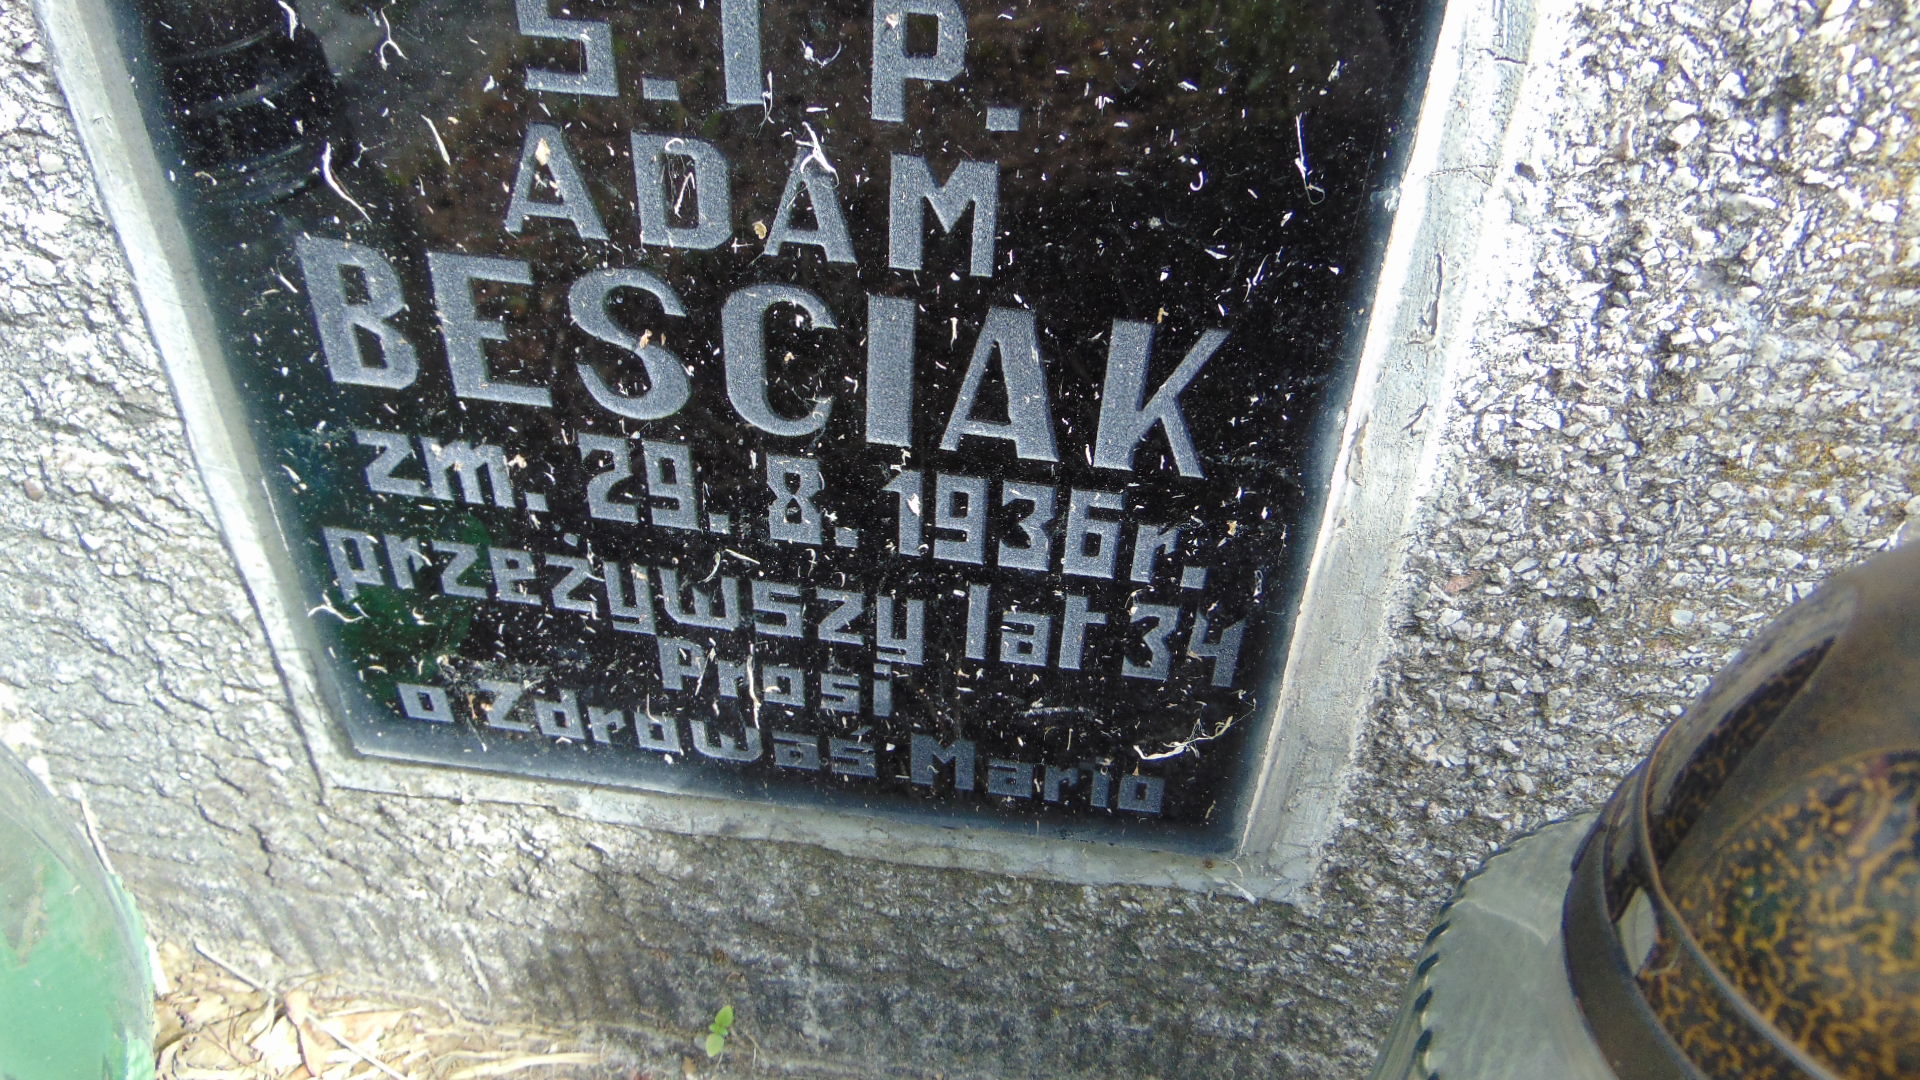 Ś.†P.
ADAM
BESCIAK
zm. 29. 8. 1936r.
przeżywszy lat 34
Prosi
o Zdrowaś Mario